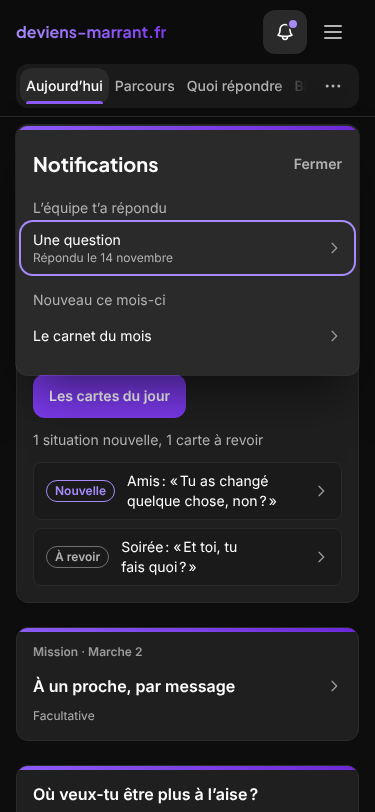 deviens-marrant.fr
Aujourd’hui Parcours Quoi répondre
Notifications
Fermer
L’équipe t’a répondu
Une question
Répondu le 14 novembre
Nouveau ce mois-ci
Le carnet du mois
Les cartes du jour
1 situation nouvelle, 1 carte à revoir
Nouvelle
Amis : « Tu as changé
quelque chose, non ? »
À revoir
Soirée : « Et toi, tu
fais quoi ? »
Mission · Marche 2
À un proche, par message
Facultative
Où veux-tu être plus à l’aise ?